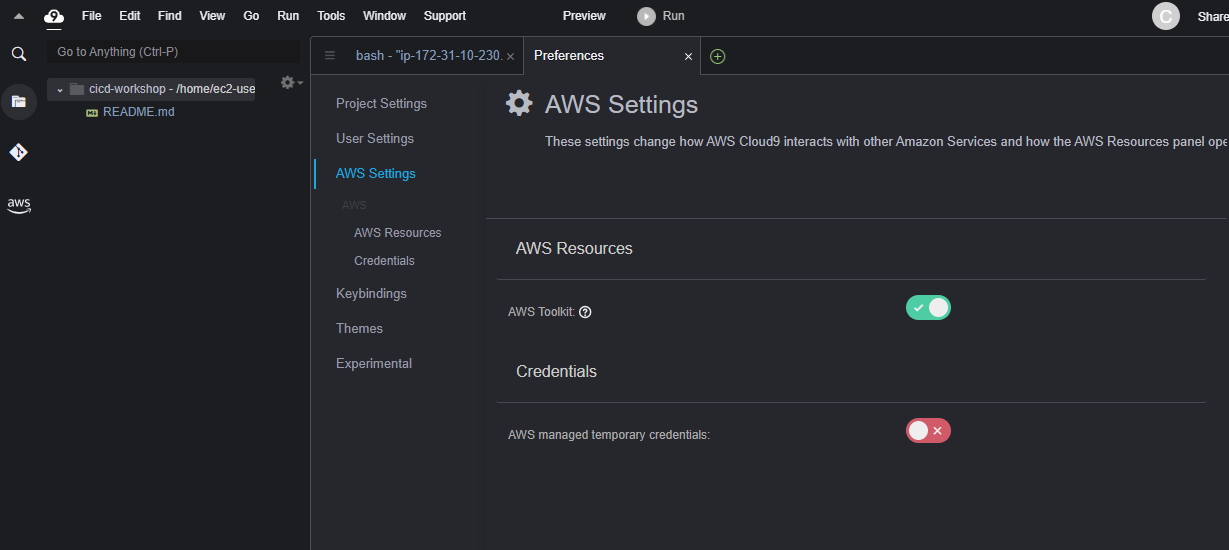 9 File Edit Find View Go Run Tools Window Support Preview Run C Share
Go to Anything (Ctrl-P)
bash - "ip-172-31-10-230. × Preferences ×
cicd-workshop - /home/ec2-use
README.md
aws
Project Settings
User Settings
AWS Settings
AWS
AWS Resources
Credentials
Keybindings
Themes
Experimental
AWS Settings
These settings change how AWS Cloud9 interacts with other Amazon Services and how the AWS Resources panel ope
AWS Resources
AWS Toolkit: ?
Credentials
AWS managed temporary credentials: